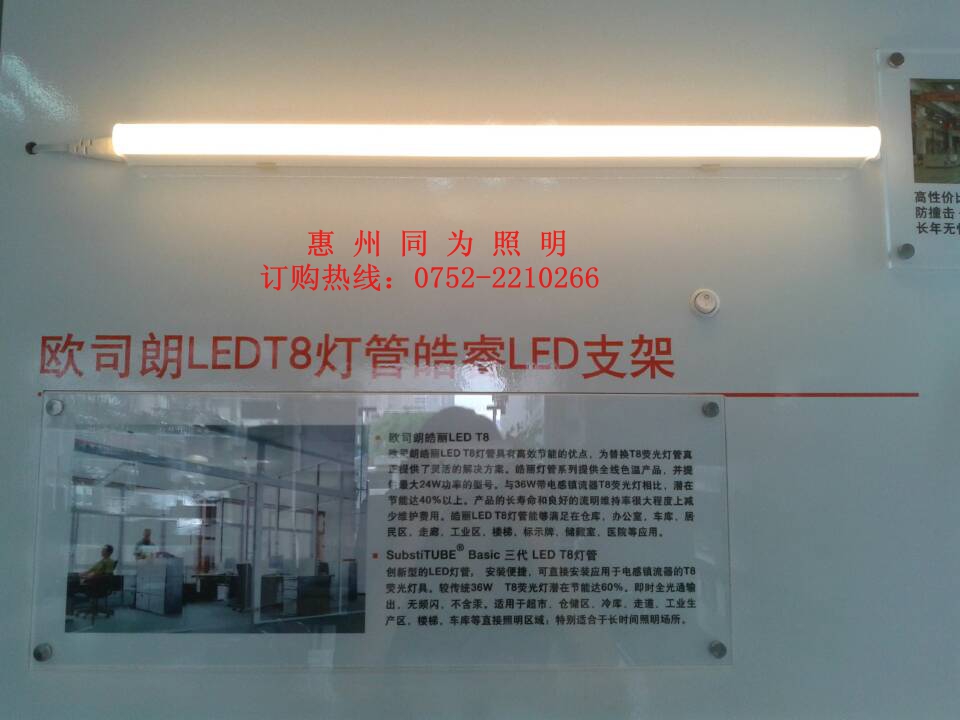 惠州同为照明
订购热线：0752-2210266
高性价
防撞击
长年无
欧司朗LEDT8灯管皓睿LED支架
▪ 欧司朗皓丽LED T8
欧司朗皓丽LED T8灯管具有高效节能的优点，为替换T8荧光灯管真
正提供了灵活的解决方案。皓丽灯管系列提供全线色温产品，并提
供最大24W功率的型号。与36W带电感镇流器T8荧光灯相比，潜在
节能达40%以上。产品的长寿命和良好的流明维持率很大程度上减
少维护费用。皓丽LED T8灯管能够满足在仓库，办公室，车库，居
民区，走廊，工业区，楼梯，标示牌，储藏室，医院等应用。
▪ SubstiTUBE® Basic 三代 LED T8灯管
创新型的LED灯管， 安装便捷，可直接安装应用于电感镇流器的T8
荧光灯具。较传统36W T8荧光灯潜在节能达60%。即时全光通输
出，无频闪，不含汞。适用于超市，仓储区，冷库，走道，工业生
产区，楼梯，车库等直接照明区域；特别适合于长时间照明场所。